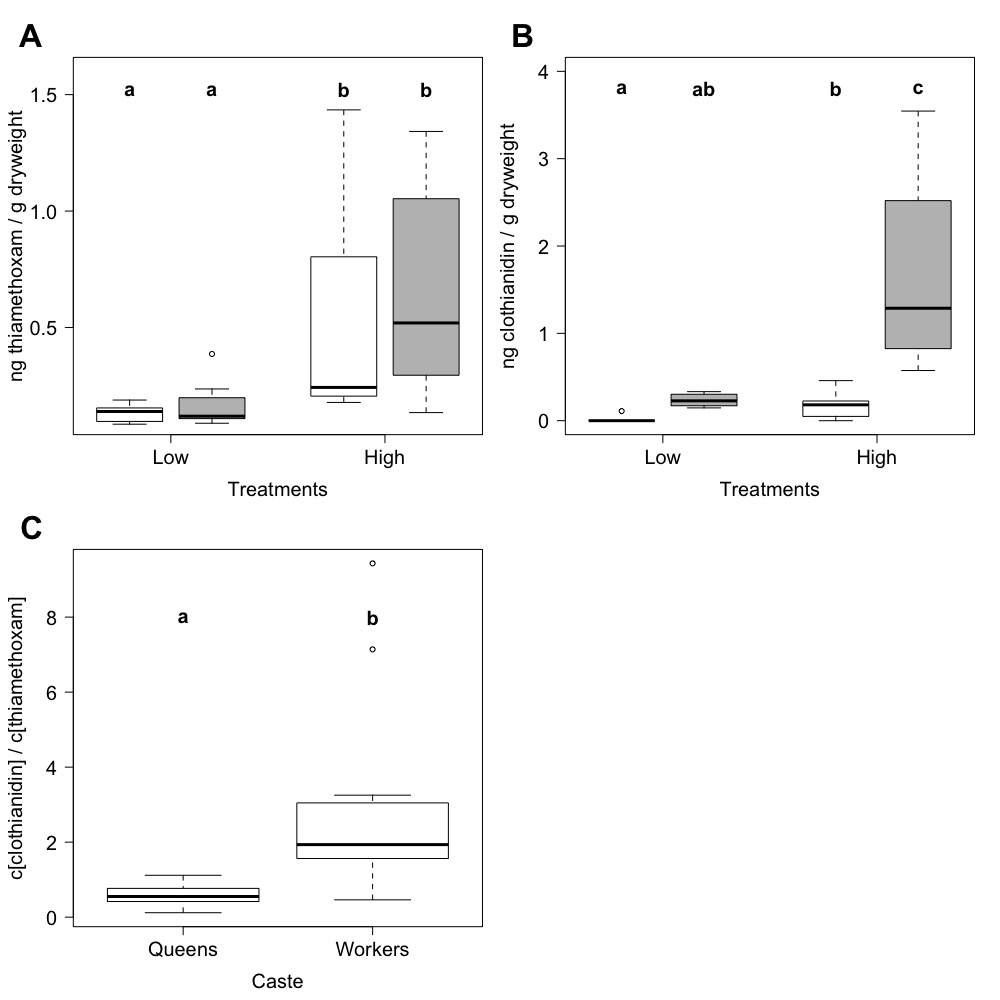 A
ng thiamethoxam / g dryweight
1.5
1.0
0.5
a
a
b
b
Low
High
Treatments
B
ng clothianidin / g dryweight
4
3
2
1
0
a
ab
b
c
Low
High
Treatments
C
c[clothianidin] / c[thiamethoxam]
8
6
4
2
0
a
b
Queens
Workers
Caste